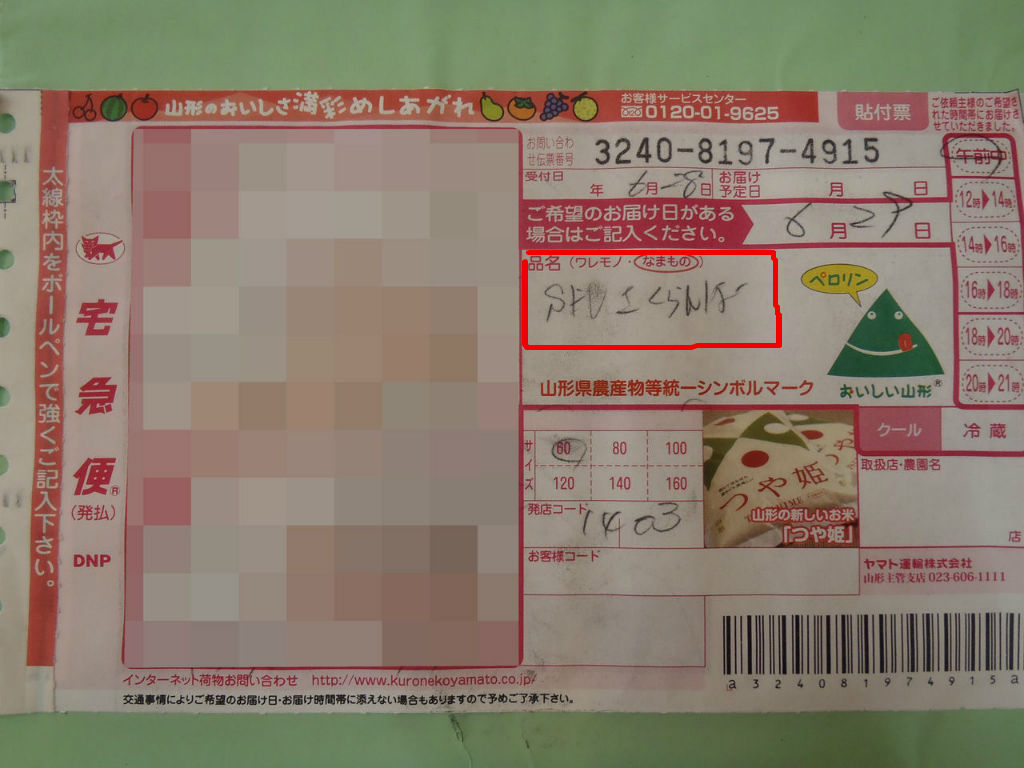 山形のおいしさ満彩めしあがれ
お客様サービスセンター
0120-01-9625
貼付票
ご依頼主様のご希望を
れた時間帯にお届けさ
せていただきました。
お問い合わ
せ伝票番号
3240-8197-4915
受付日 年 6月28日 お届け予定日 月 日
午前中
12時▶14時
14時▶16時
16時▶18時
18時▶20時
20時▶21時
ご希望のお届け日がある
場合はご記入ください。
6月29日
品名(ワレモノ・なまもの)
さくらんぼ
ペロリン
おいしい山形®
山形県農産物等統一シンボルマーク
クール 冷蔵
サイズ
60 80 100
120 140 160
つや姫
山形の新しいお米
「つや姫」
取扱店・農園名
店
発店コード
1403
お客様コード
ヤマト運輸株式会社
山形主管支店 023-606-1111
a324081974915a
太線枠内をボールペンで強くご記入下さい。
宅急便®
(発払)
DNP
インターネット荷物お問い合わせ http://www.kuronekoyamato.co.jp/
交通事情によりご希望のお届け日・お届け時間帯に添えない場合もありますので予めご了承下さい。